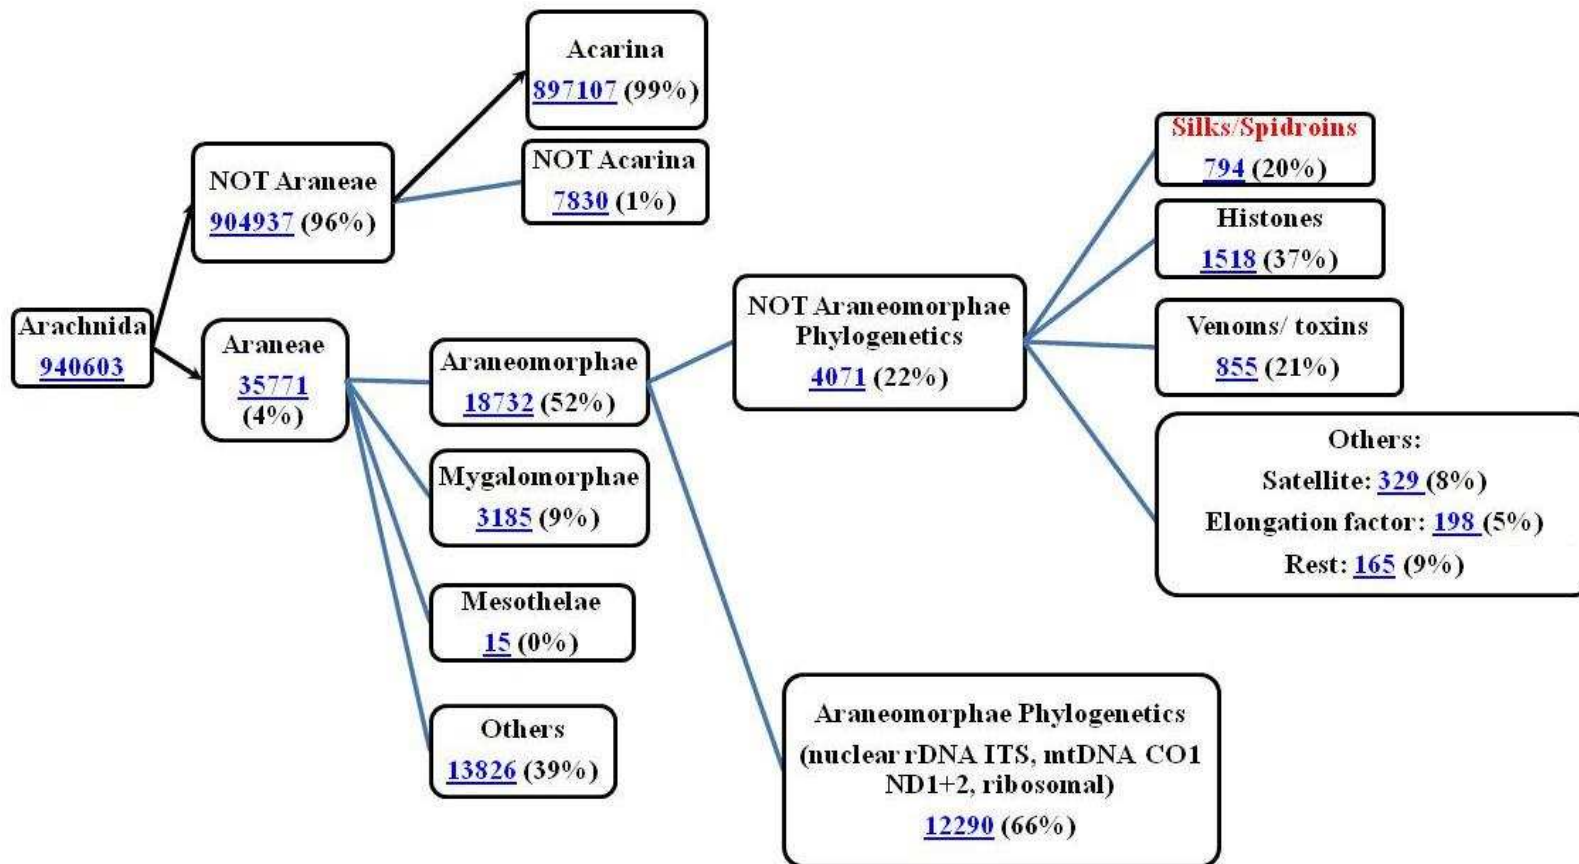 Arachnida
940603
NOT Araneae
904937 (96%)
Araneae
35771
(4%)
Acarina
897107 (99%)
NOT Acarina
7830 (1%)
Araneomorphae
18732 (52%)
Mygalomorphae
3185 (9%)
Mesothelae
15 (0%)
Others
13826 (39%)
NOT Araneomorphae
Phylogenetics
4071 (22%)
Araneomorphae Phylogenetics
(nuclear rDNA ITS, mtDNA CO1
ND1+2, ribosomal)
12290 (66%)
Silks/Spidroins
794 (20%)
Histones
1518 (37%)
Venoms/ toxins
855 (21%)
Others:
Satellite: 329 (8%)
Elongation factor: 198 (5%)
Rest: 165 (9%)